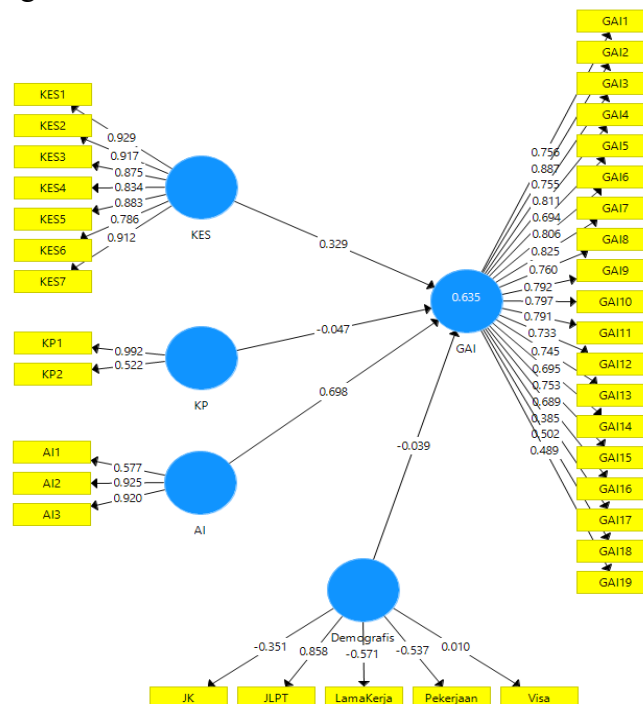 KES1
KES2
KES3
KES4
KES5
KES6
KES7
0.929
0.917
0.875
0.834
0.883
0.786
0.912
KES
0.329
KP1
KP2
0.992
0.522
KP
-0.047
AI1
AI2
AI3
0.577
0.925
0.920
AI
0.698
0.635
GAI
-0.039
0.756
0.887
0.755
0.811
0.694
0.806
0.825
0.760
0.792
0.797
0.791
0.733
0.745
0.695
0.753
0.689
0.385
0.502
0.489
GAI1
GAI2
GAI3
GAI4
GAI5
GAI6
GAI7
GAI8
GAI9
GAI10
GAI11
GAI12
GAI13
GAI14
GAI15
GAI16
GAI17
GAI18
GAI19
Demografis
-0.351
0.858
-0.571
-0.537
0.010
JK
JLPT
LamaKerja
Pekerjaan
Visa